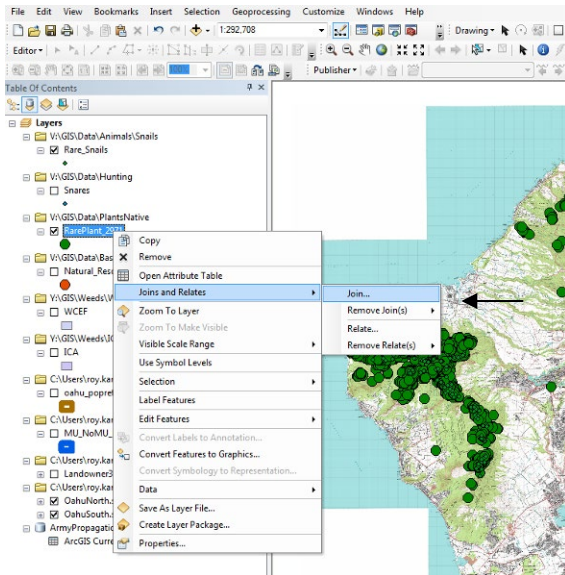 File Edit View Bookmarks Insert Selection Geoprocessing Customize Windows Help
1:292,708
Drawing
Editor
100%
Publisher
Table Of Contents
Layers
V:\GIS\Data\Animals\Snails
Rare_Snails
V:\GIS\Data\Hunting
Snares
V:\GIS\Data\PlantsNative
RarePlant_2971
V:\GIS\Data\Bas
Natural_Res
Y:\GIS\Weeds\W
WCEF
Y:\GIS\Weeds\IC
ICA
C:\Users\roy.kar
oahu_popref
C:\Users\roy.kar
MU_NoMU_
C:\Users\roy.kar
Landowner3
C:\Users\roy.kar
OahuNorth.s
OahuSouth.s
ArmyPropagatio
ArcGIS Curre
Copy
Remove
Open Attribute Table
Joins and Relates
Zoom To Layer
Zoom To Make Visible
Visible Scale Range
Use Symbol Levels
Selection
Label Features
Edit Features
Convert Labels to Annotation...
Convert Features to Graphics...
Convert Symbology to Representation...
Data
Save As Layer File...
Create Layer Package...
Properties...
Join...
Remove Join(s)
Relate...
Remove Relate(s)